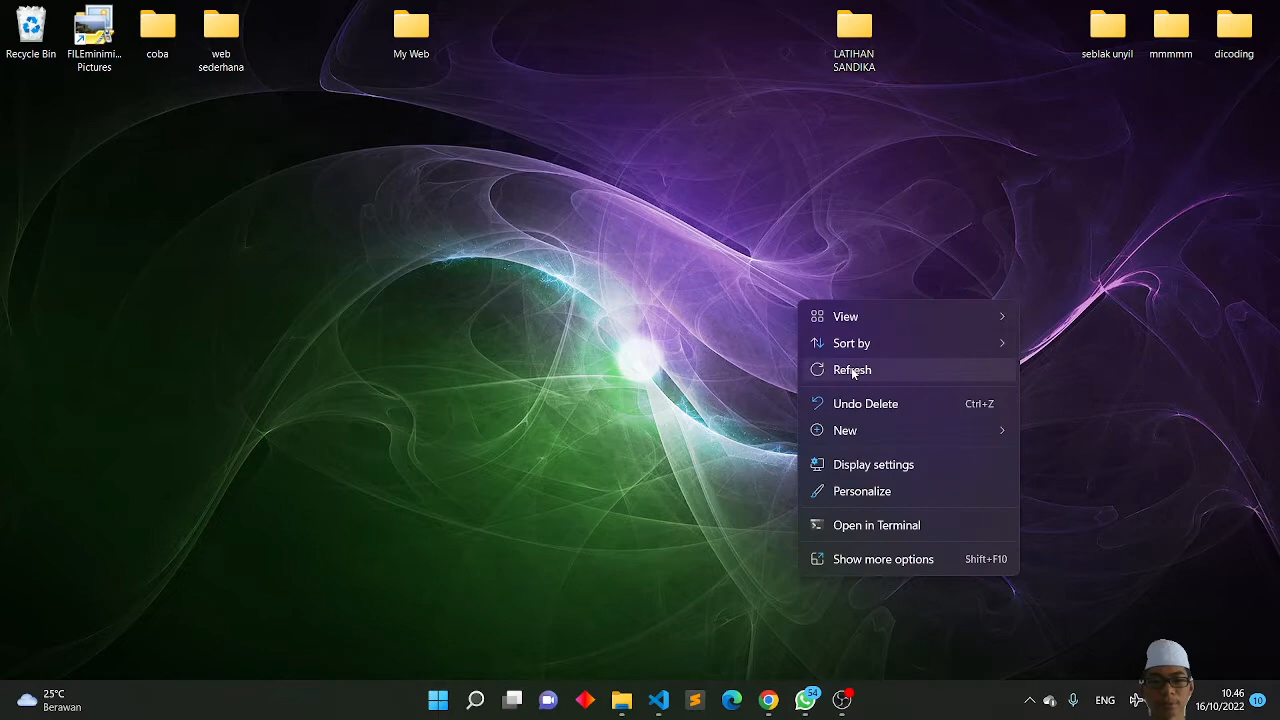 Recycle Bin
FILEminimi...
Pictures
coba
web
sederhana
My Web
LATIHAN
SANDIKA
seblak unyil
mmmmm
dicoding
View
Sort by
Refresh
Undo Delete Ctrl+Z
New
Display settings
Personalize
Open in Terminal
Show more options Shift+F10
25°C
Berawan
54
ENG
10.46
16/10/2022
10